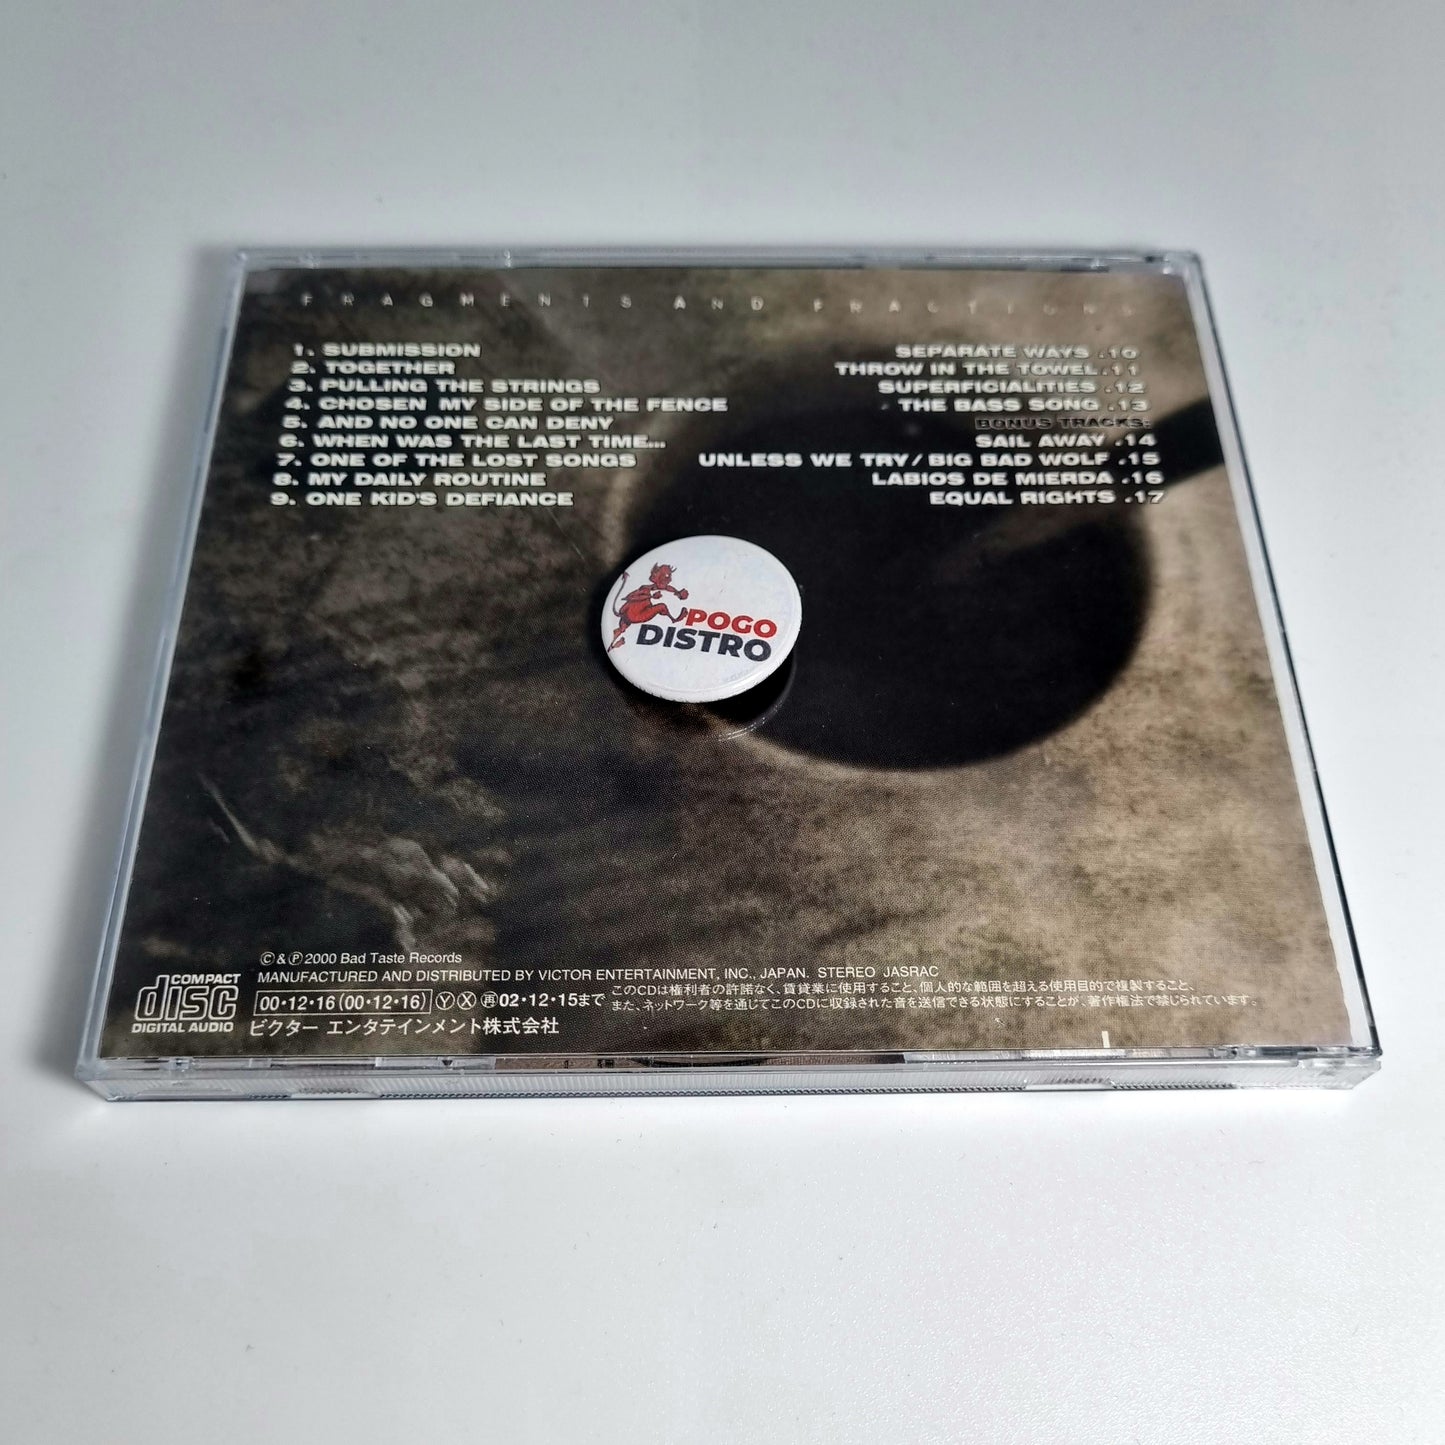 FRAGMENTS AND FRACTIONS
1. SUBMISSION
2. TOGETHER
3. PULLING THE STRINGS
4. CHOSEN MY SIDE OF THE FENCE
5. AND NO ONE CAN DENY
6. WHEN WAS THE LAST TIME...
7. ONE OF THE LOST SONGS
8. MY DAILY ROUTINE
9. ONE KID'S DEFIANCE
SEPARATE WAYS .10
THROW IN THE TOWEL.11
SUPERFICIALITIES .12
THE BASS SONG .13
BONUS TRACKS:
SAIL AWAY .14
UNLESS WE TRY/BIG BAD WOLF .15
LABIOS DE MIERDA .16
EQUAL RIGHTS .17
POGO
DISTRO
Ⓒ&Ⓟ2000 Bad Taste Records
MANUFACTURED AND DISTRIBUTED BY VICTOR ENTERTAINMENT, INC., JAPAN. STEREO JASRAC
COMPACT
disc
DIGITAL AUDIO
00・12・16(00・12・16) Ⓨ Ⓧ 再 02・12・15まで
このCDは権利者の許諾なく、賃貸業に使用すること、個人的な範囲を超える使用目的で複製すること、
また、ネットワーク等を通じてこのCDに収録された音を送信できる状態にすることが、著作権法で禁じられています。
ビクター エンタテインメント株式会社